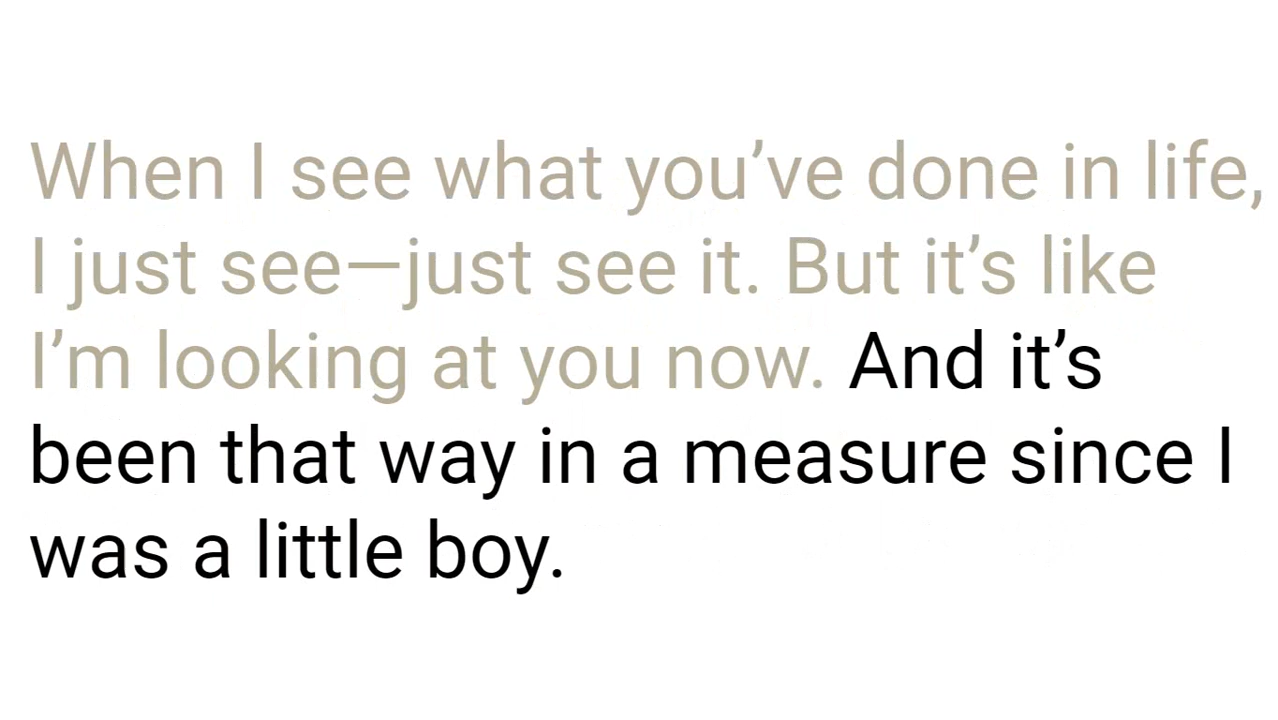 When I see what you’ve done in life,
I just see—just see it. But it’s like
I’m looking at you now. And it’s
been that way in a measure since I
was a little boy.